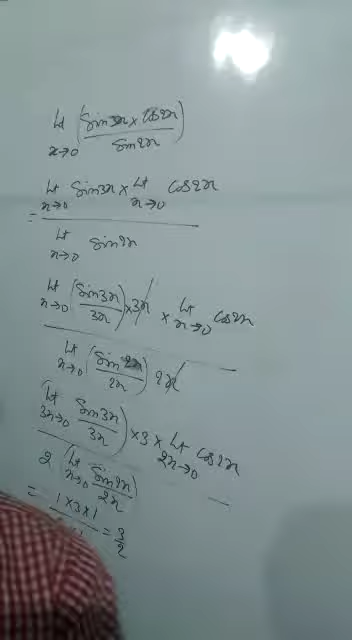 Lt (sin3x × cos2x / sin2x)
x→0
Lt sin3x × Lt cos2x
x→0 x→0
=
Lt sin2x
x→0
Lt (sin3x / 3x) × 3x × Lt cos2x
x→0 x→0
Lt (sin2x / 2x) 2x
x→0
Lt (sin3x / 3x) × 3 × Lt cos2x
3x→0 2x→0
2 (Lt sin2x / 2x)
x→0
= 1×3×1 / = 3/2